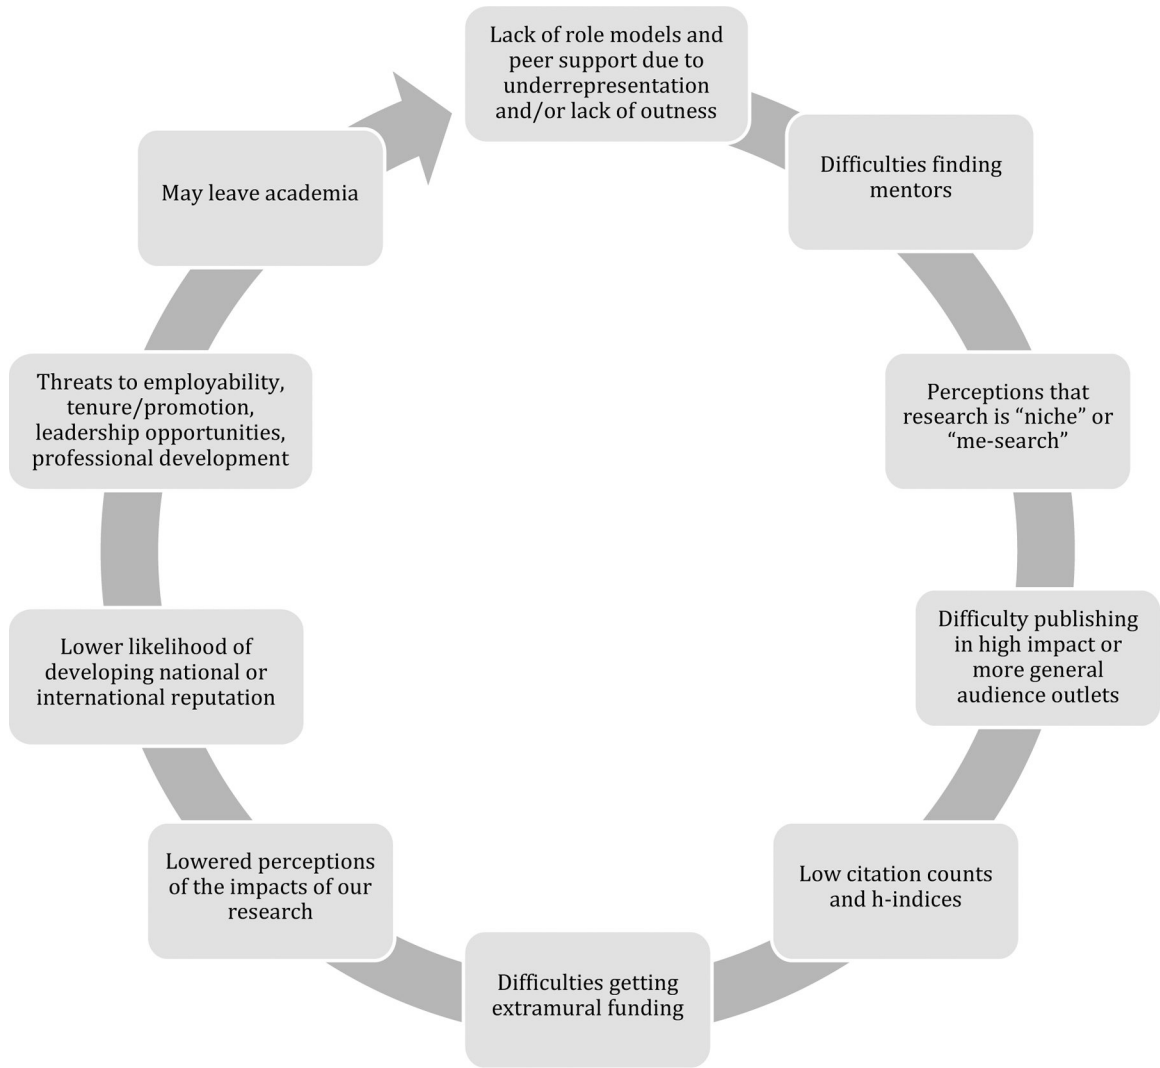 Lack of role models and
peer support due to
underrepresentation
and/or lack of outness
Difficulties finding
mentors
Perceptions that
research is “niche” or
“me-search”
Difficulty publishing
in high impact or
more general
audience outlets
Low citation counts
and h-indices
Difficulties getting
extramural funding
Lowered perceptions
of the impacts of our
research
Lower likelihood of
developing national or
international reputation
Threats to employability,
tenure/promotion,
leadership opportunities,
professional development
May leave academia